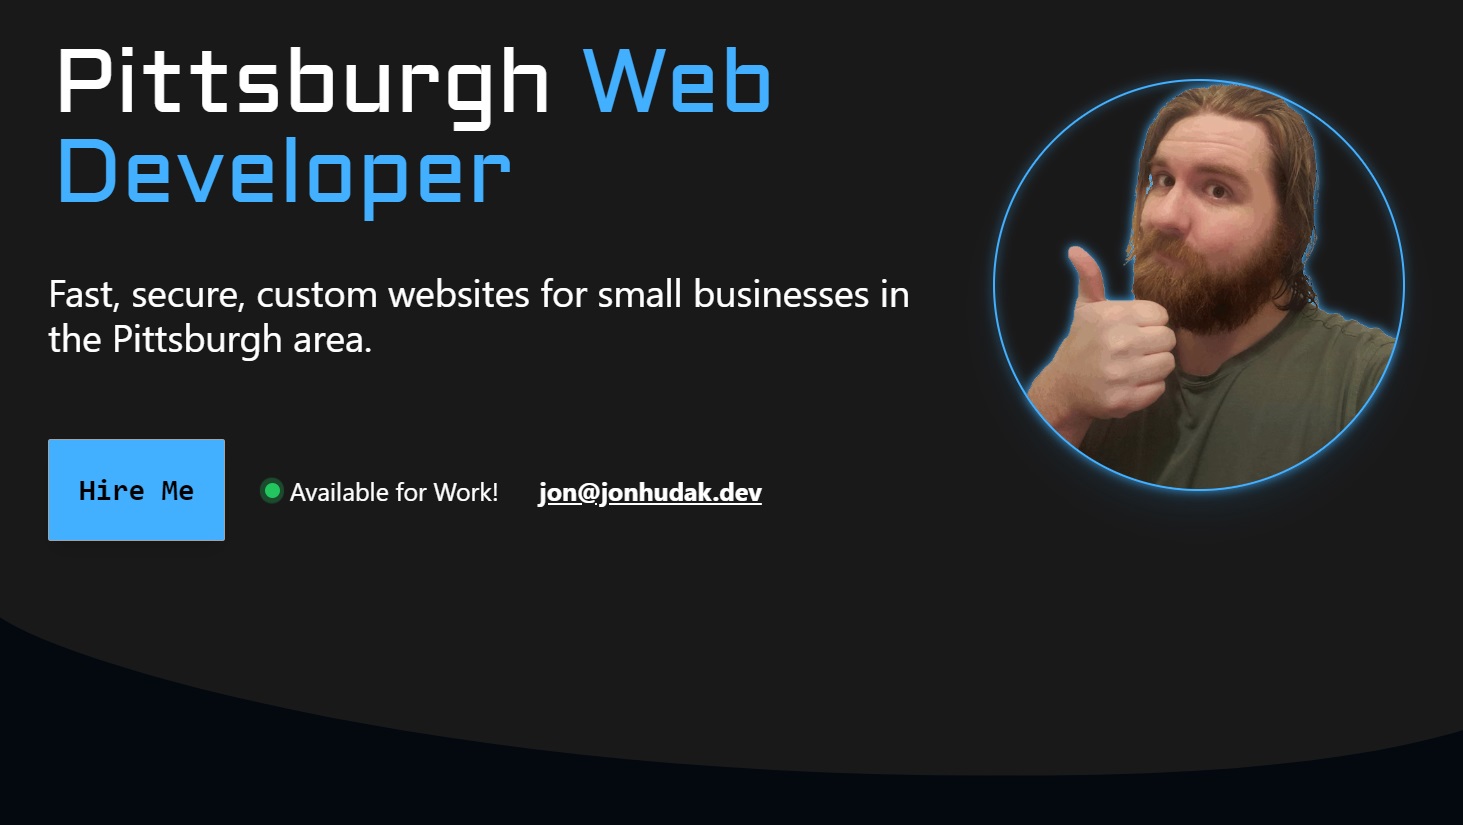 Pittsburgh Web
Developer
Fast, secure, custom websites for small businesses in
the Pittsburgh area.
Hire Me
Available for Work!
jon@jonhudak.dev